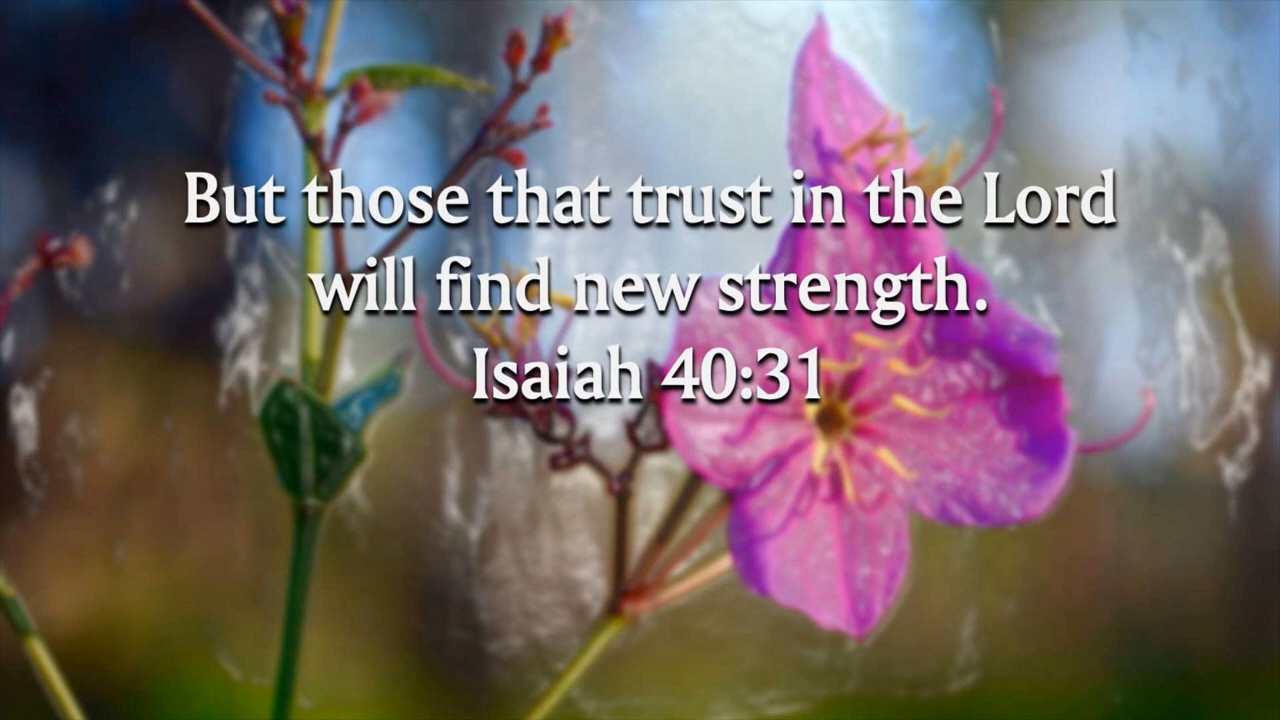 But those that trust in the Lord
will find new strength.
Isaiah 40:31